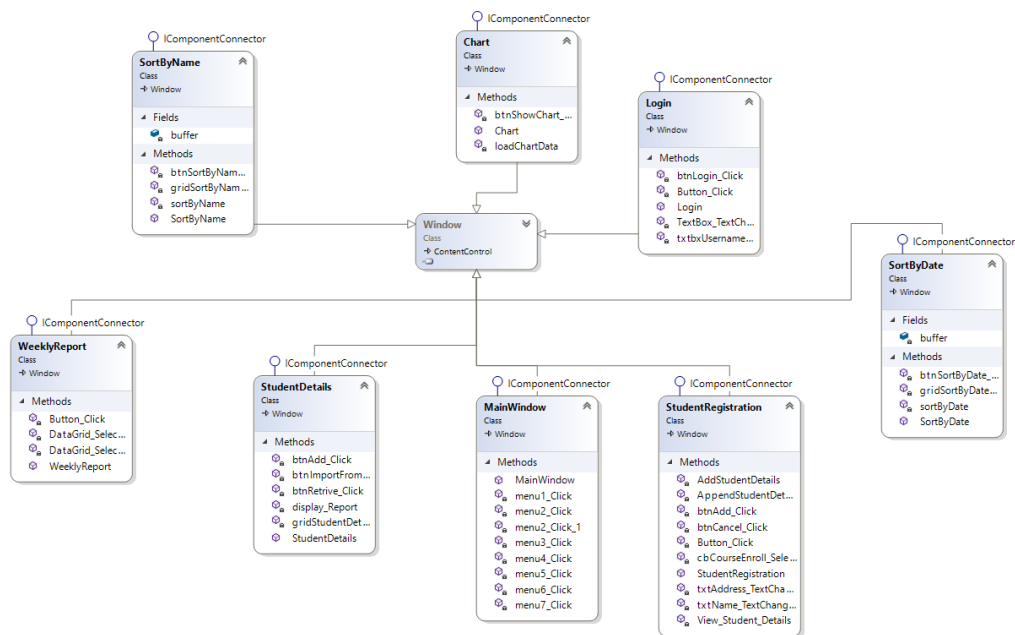 IComponentConnector
SortByName
Class
Window
Fields
buffer
Methods
btnSortByNam...
gridSortByNam...
sortByName
SortByName
IComponentConnector
Chart
Class
Window
Methods
btnShowChart_...
Chart
loadChartData
IComponentConnector
Login
Class
Window
Methods
btnLogin_Click
Button_Click
Login
TextBox_TextCh...
txtbxUsername...
Window
Class
ContentControl
IComponentConnector
SortByDate
Class
Window
Fields
buffer
Methods
btnSortByDate_...
gridSortByDate...
sortByDate
SortByDate
IComponentConnector
WeeklyReport
Class
Window
Methods
Button_Click
DataGrid_Selec...
DataGrid_Selec...
WeeklyReport
IComponentConnector
StudentDetails
Class
Window
Methods
btnAdd_Click
btnImportFrom...
btnRetrive_Click
display_Report
gridStudentDet...
StudentDetails
IComponentConnector
MainWindow
Class
Window
Methods
MainWindow
menu1_Click
menu2_Click
menu2_Click_1
menu3_Click
menu4_Click
menu5_Click
menu6_Click
menu7_Click
IComponentConnector
StudentRegistration
Class
Window
Methods
AddStudentDetails
AppendStudentDet...
btnAdd_Click
btnCancel_Click
Button_Click
cbCourseEnroll_Sele...
StudentRegistration
txtAddress_TextCha...
txtName_TextChang...
View_Student_Details